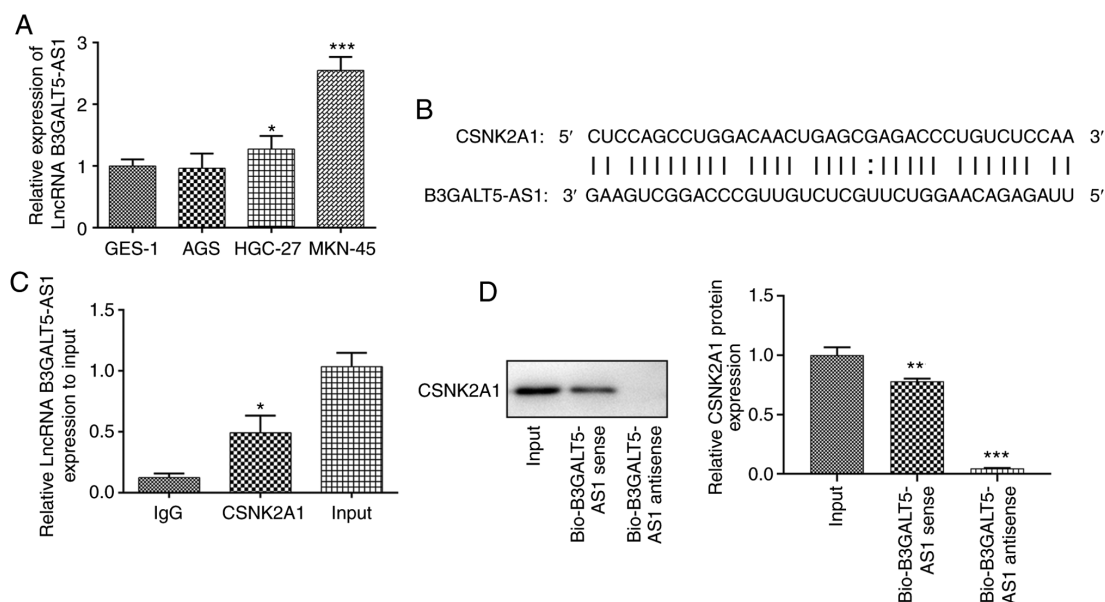 A
Relative expression of
LncRNA B3GALT5-AS1
3
2
1
0
***
*
GES-1 AGS HGC-27 MKN-45
B
CSNK2A1: 5′ CUCCAGCCUGGACAACUGAGCGAGACCCUGUCUCCAA 3′
B3GALT5-AS1: 3′ GAAGUCGGACCCGUUGUCUCGUUCUGGAACAGAGAUU 5′
C
Relative LncRNA B3GALT5-AS1
expression to input
1.5
1.0
0.5
0.0
*
IgG CSNK2A1 Input
D
CSNK2A1
Input
Bio-B3GALT5-
AS1 sense
Bio-B3GALT5-
AS1 antisense
Relative CSNK2A1 protein
expression
1.5
1.0
0.5
0.0
**
***
Input
Bio-B3GALT5-
AS1 sense
Bio-B3GALT5-
AS1 antisense